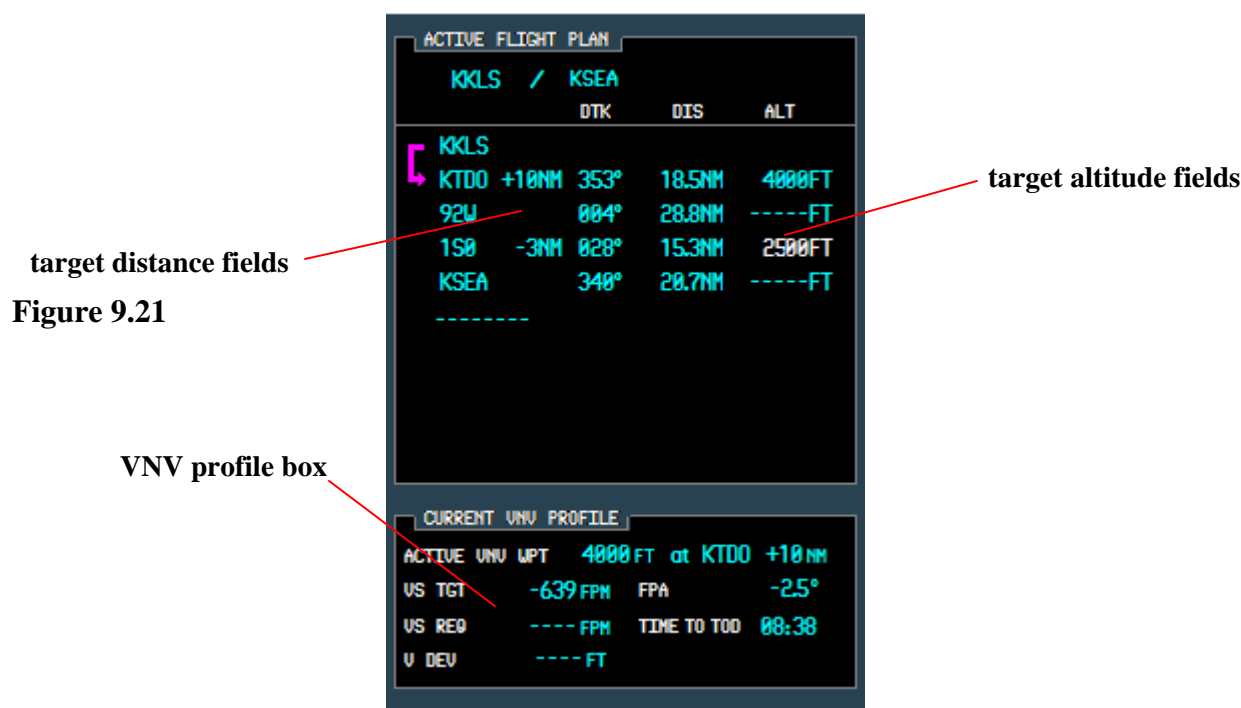 ACTIVE FLIGHT PLAN
KKLS / KSEA
DTK DIS ALT
KKLS
KTDO +10NM 353° 18.5NM 4000FT
92W 004° 28.8NM -----FT
1S0 -3NM 028° 15.3NM 2500FT
KSEA 340° 20.7NM -----FT
--------
target altitude fields
target distance fields
Figure 9.21
VNV profile box
CURRENT VNV PROFILE
ACTIVE VNV WPT 4000FT at KTDO +10NM
VS TGT -639FPM FPA -2.5°
VS REQ ----FPM TIME TO TOD 08:38
V DEV ----FT